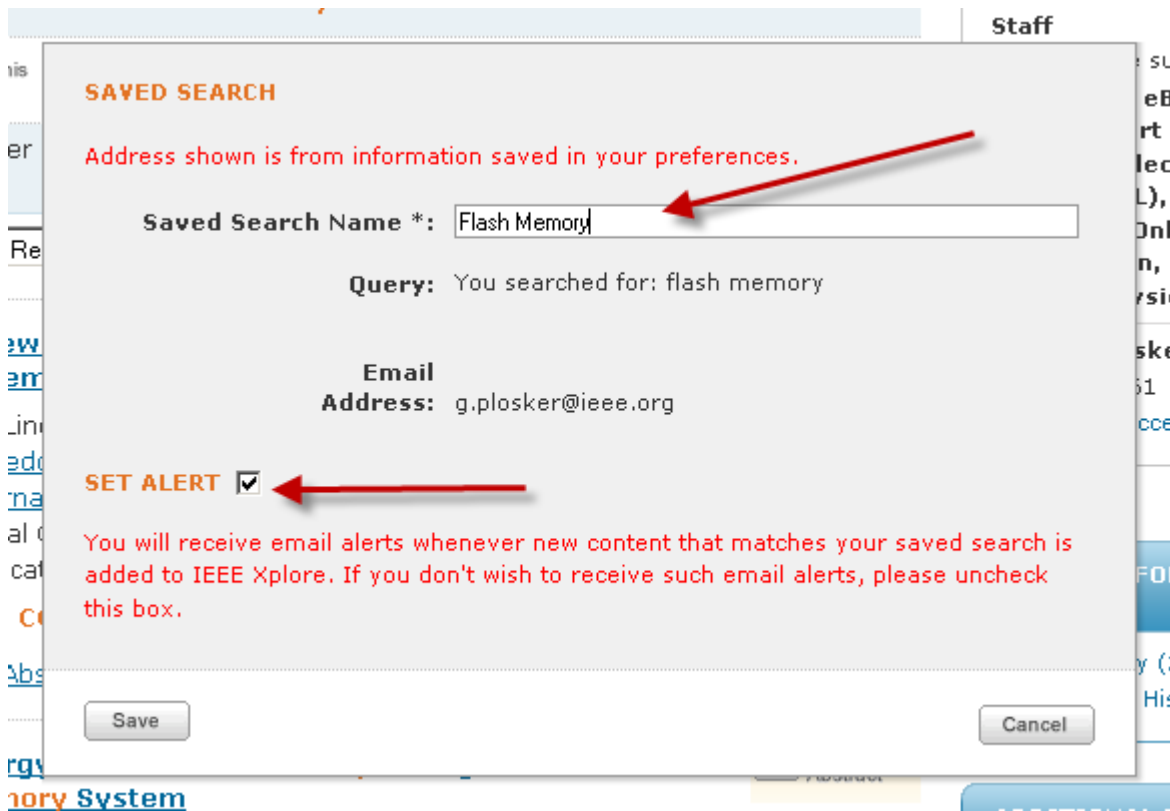 Staff
his
SAVED SEARCH
er
Address shown is from information saved in your preferences.
Saved Search Name *: Flash Memory
Re
Query: You searched for: flash memory
Email
Address: g.plosker@ieee.org
SET ALERT
You will receive email alerts whenever new content that matches your saved search is
added to IEEE Xplore. If you don't wish to receive such email alerts, please uncheck
this box.
Save
Cancel
System